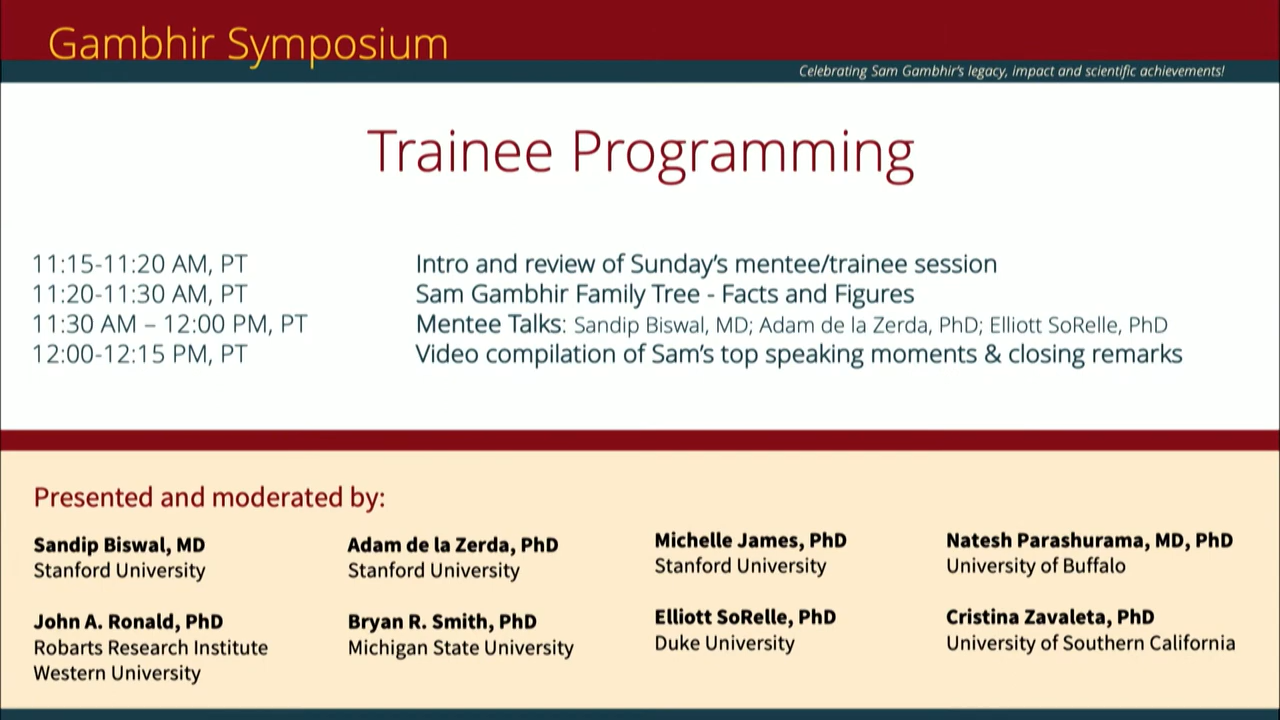 Gambhir Symposium
Celebrating Sam Gambhir's legacy, impact and scientific achievements!
Trainee Programming
11:15-11:20 AM, PT Intro and review of Sunday's mentee/trainee session
11:20-11:30 AM, PT Sam Gambhir Family Tree - Facts and Figures
11:30 AM – 12:00 PM, PT Mentee Talks: Sandip Biswal, MD; Adam de la Zerda, PhD; Elliott SoRelle, PhD
12:00-12:15 PM, PT Video compilation of Sam's top speaking moments & closing remarks
Presented and moderated by:
Sandip Biswal, MD
Stanford University
Adam de la Zerda, PhD
Stanford University
Michelle James, PhD
Stanford University
Natesh Parashurama, MD, PhD
University of Buffalo
John A. Ronald, PhD
Robarts Research Institute
Western University
Bryan R. Smith, PhD
Michigan State University
Elliott SoRelle, PhD
Duke University
Cristina Zavaleta, PhD
University of Southern California